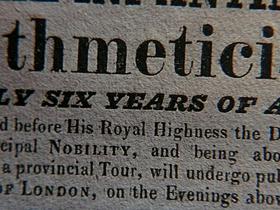 thmetici
LY SIX YEARS OF A
d before His Royal Highness the D
cipal NOBILITY, and being abo
a provincial Tour, will undergo pul
OF LONDON, on the Evenings abov